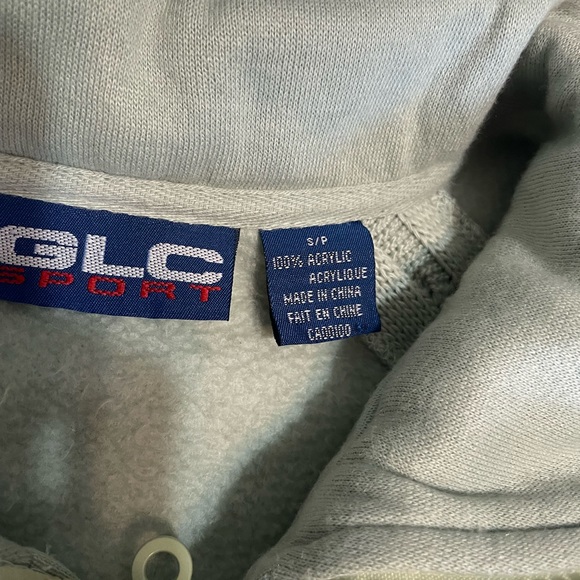 GLC
SPORT
S/P
100% ACRYLIC
ACRYLIQUE
MADE IN CHINA
FAIT EN CHINE
CA00100